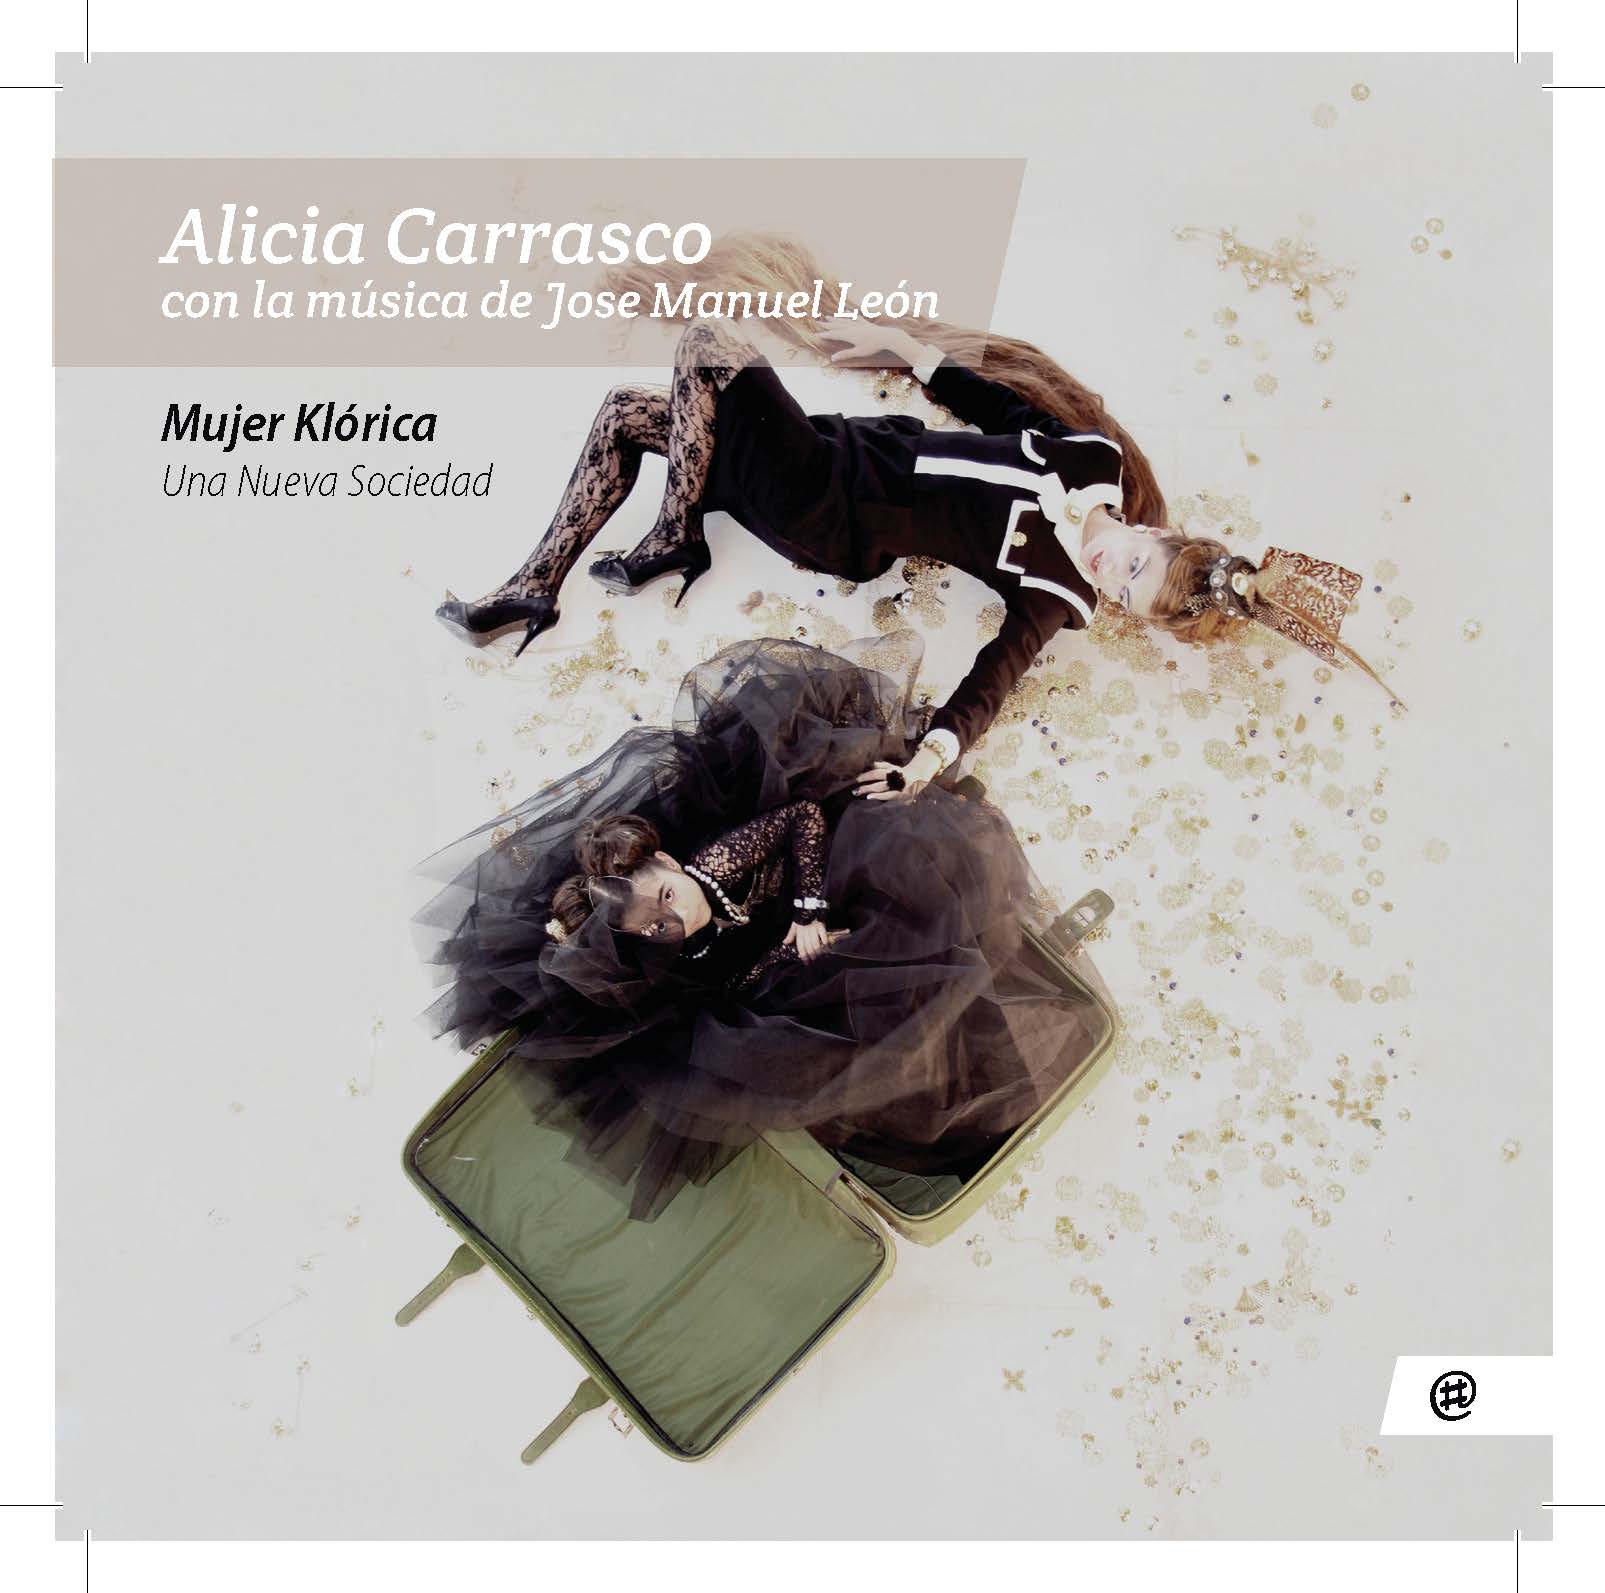 Alicia Carrasco
con la música de Jose Manuel León
Mujer Klórica
Una Nueva Sociedad